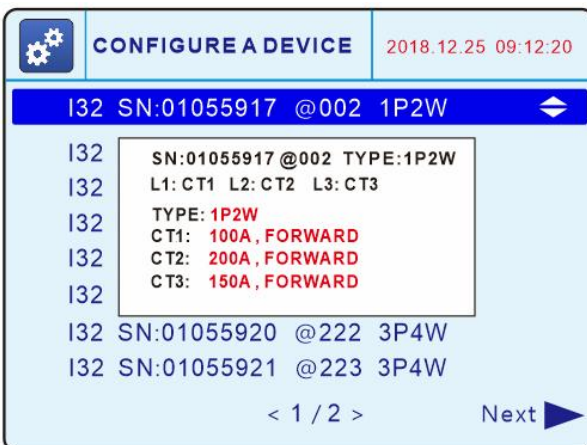 CONFIGURE A DEVICE
2018.12.25 09:12:20
I32 SN:01055917 @002 1P2W
I32
I32
I32
I32
I32
SN:01055917 @002 TYPE:1P2W
L1: CT1 L2: CT2 L3: CT3
TYPE: 1P2W
CT1: 100A, FORWARD
CT2: 200A, FORWARD
CT3: 150A, FORWARD
I32 SN:01055920 @222 3P4W
I32 SN:01055921 @223 3P4W
< 1 / 2 >
Next